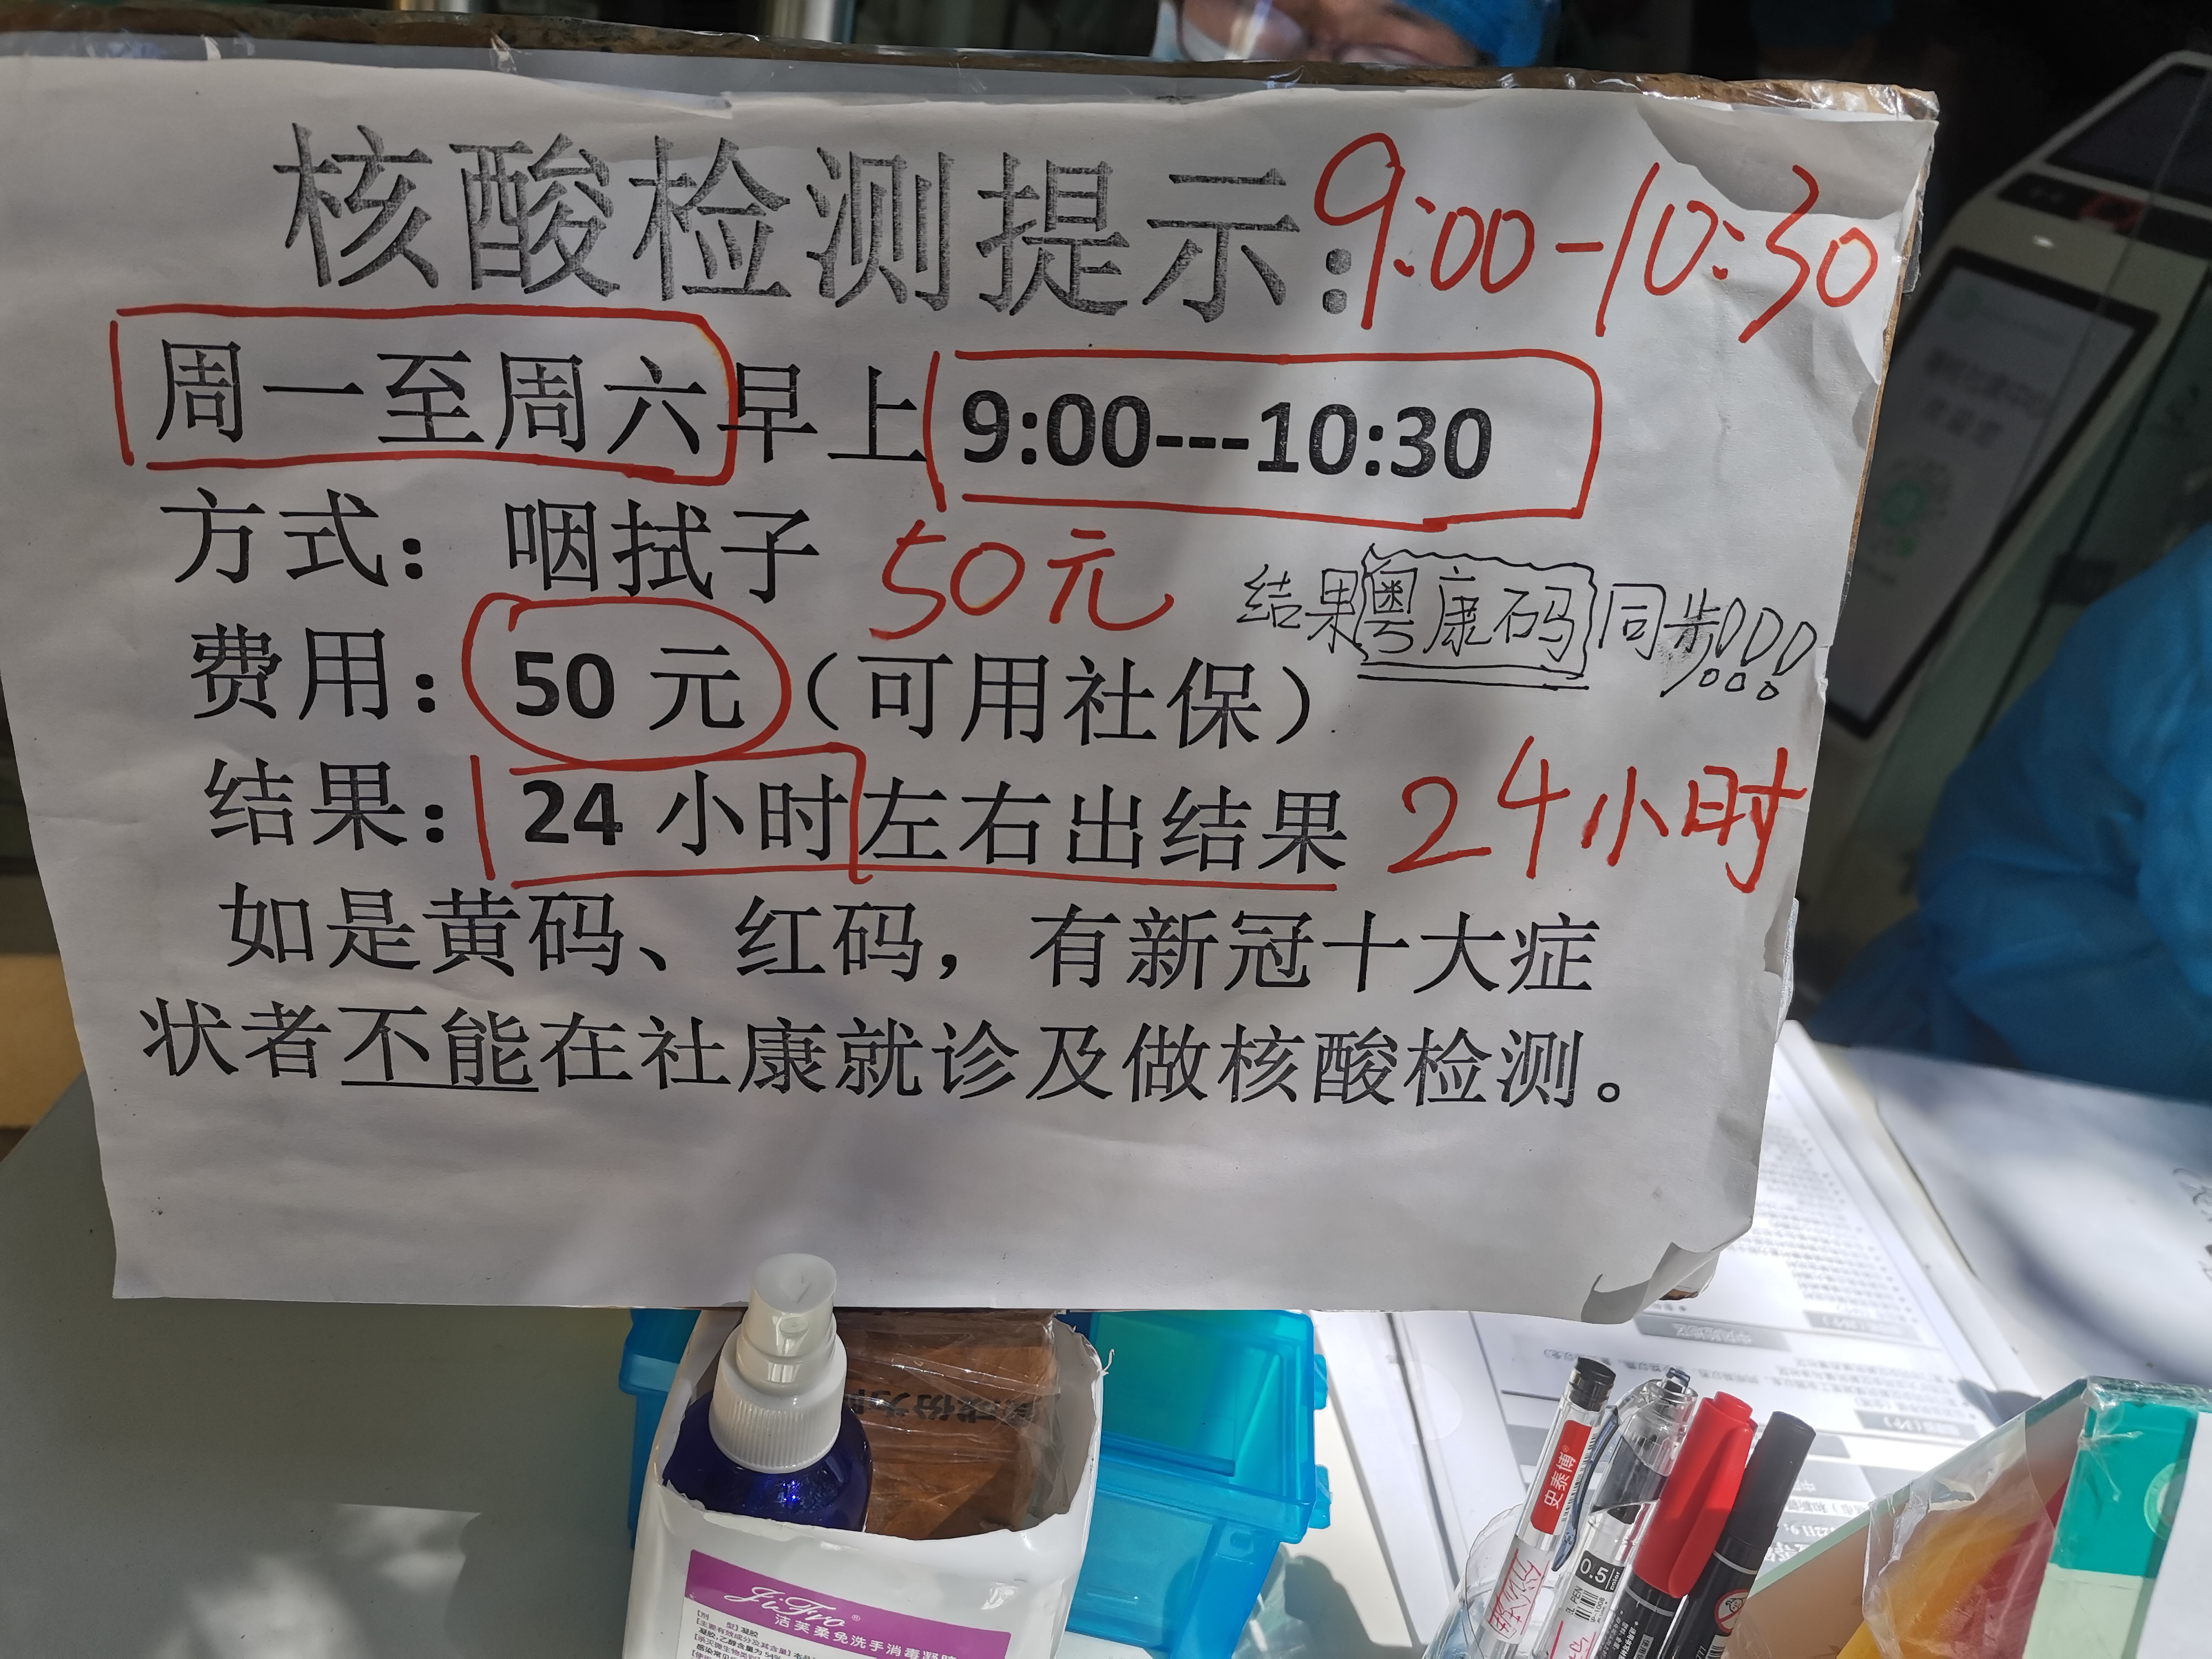 核酸检测提示:9:00-10:30
周一至周六早上9:00---10:30
方式: 咽拭子 50元
结果粤康码同步!!!
费用: 50 元(可用社保)
结果: 24 小时左右出结果 24小时
如是黄码、红码,有新冠十大症
状者不能在社康就诊及做核酸检测。
史泰博
0.5
JiFro®
洁芙柔免洗手消毒凝胶